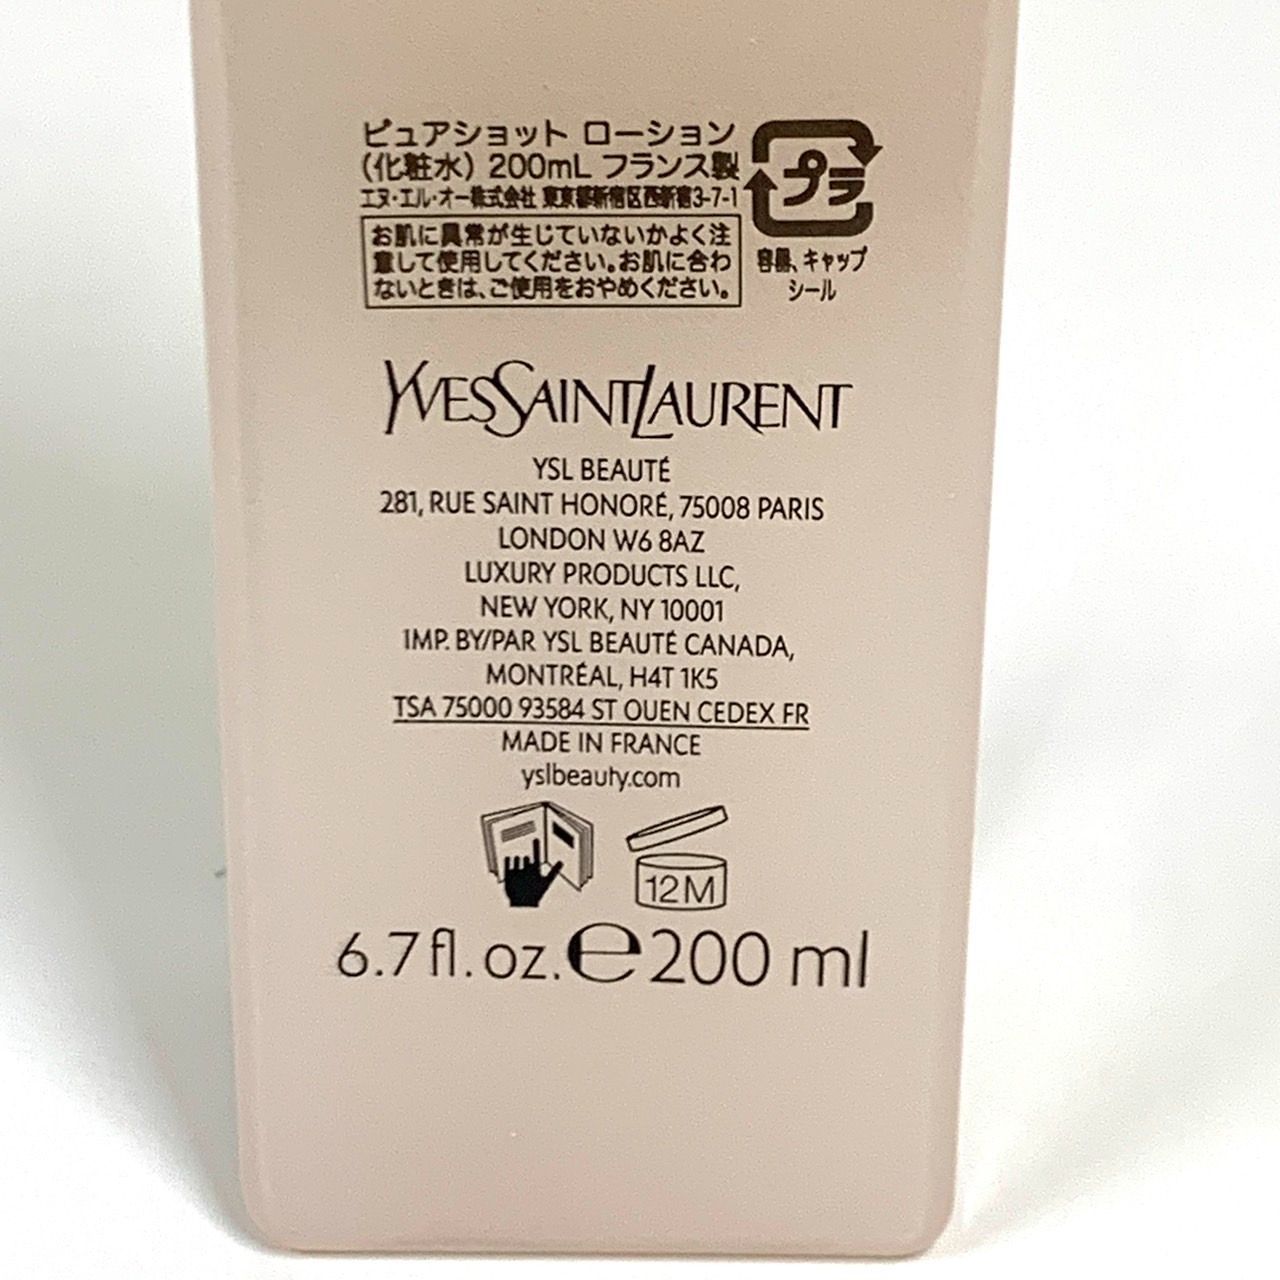 ピュアショット ローション
(化粧水) 200mL フランス製
エヌ・エル・オー株式会社 東京都新宿区西新宿3-7-1
お肌に異常が生じていないかよく注
意して使用してください。お肌に合わ
ないときは、ご使用をおやめください。
プラ
容器、キャップ
シール
YVESSAINTLAURENT
YSL BEAUTÉ
281, RUE SAINT HONORÉ, 75008 PARIS
LONDON W6 8AZ
LUXURY PRODUCTS LLC,
NEW YORK, NY 10001
IMP. BY/PAR YSL BEAUTÉ CANADA,
MONTRÉAL, H4T 1K5
TSA 75000 93584 ST OUEN CEDEX FR
MADE IN FRANCE
yslbeauty.com
12M
6.7 fl. oz. e 200 ml